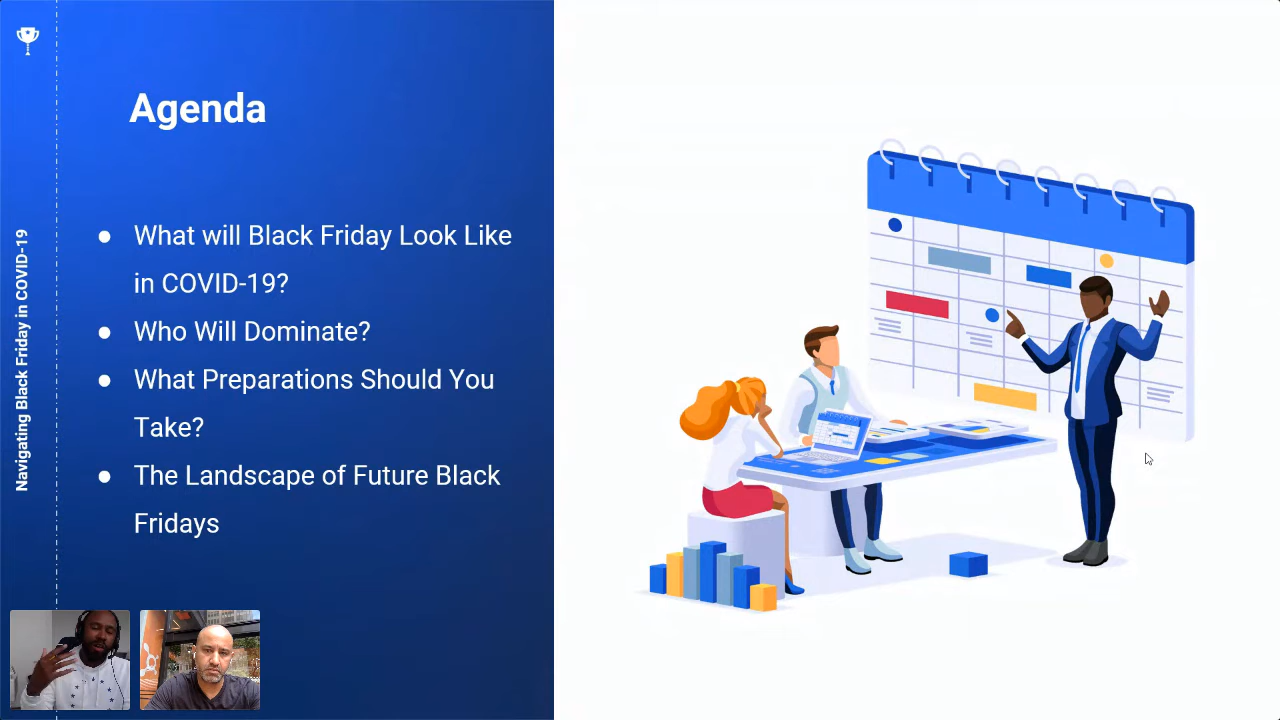 Agenda
What will Black Friday Look Like
in COVID-19?
Who Will Dominate?
What Preparations Should You
Take?
The Landscape of Future Black
Fridays
Navigating Black Friday in COVID-19